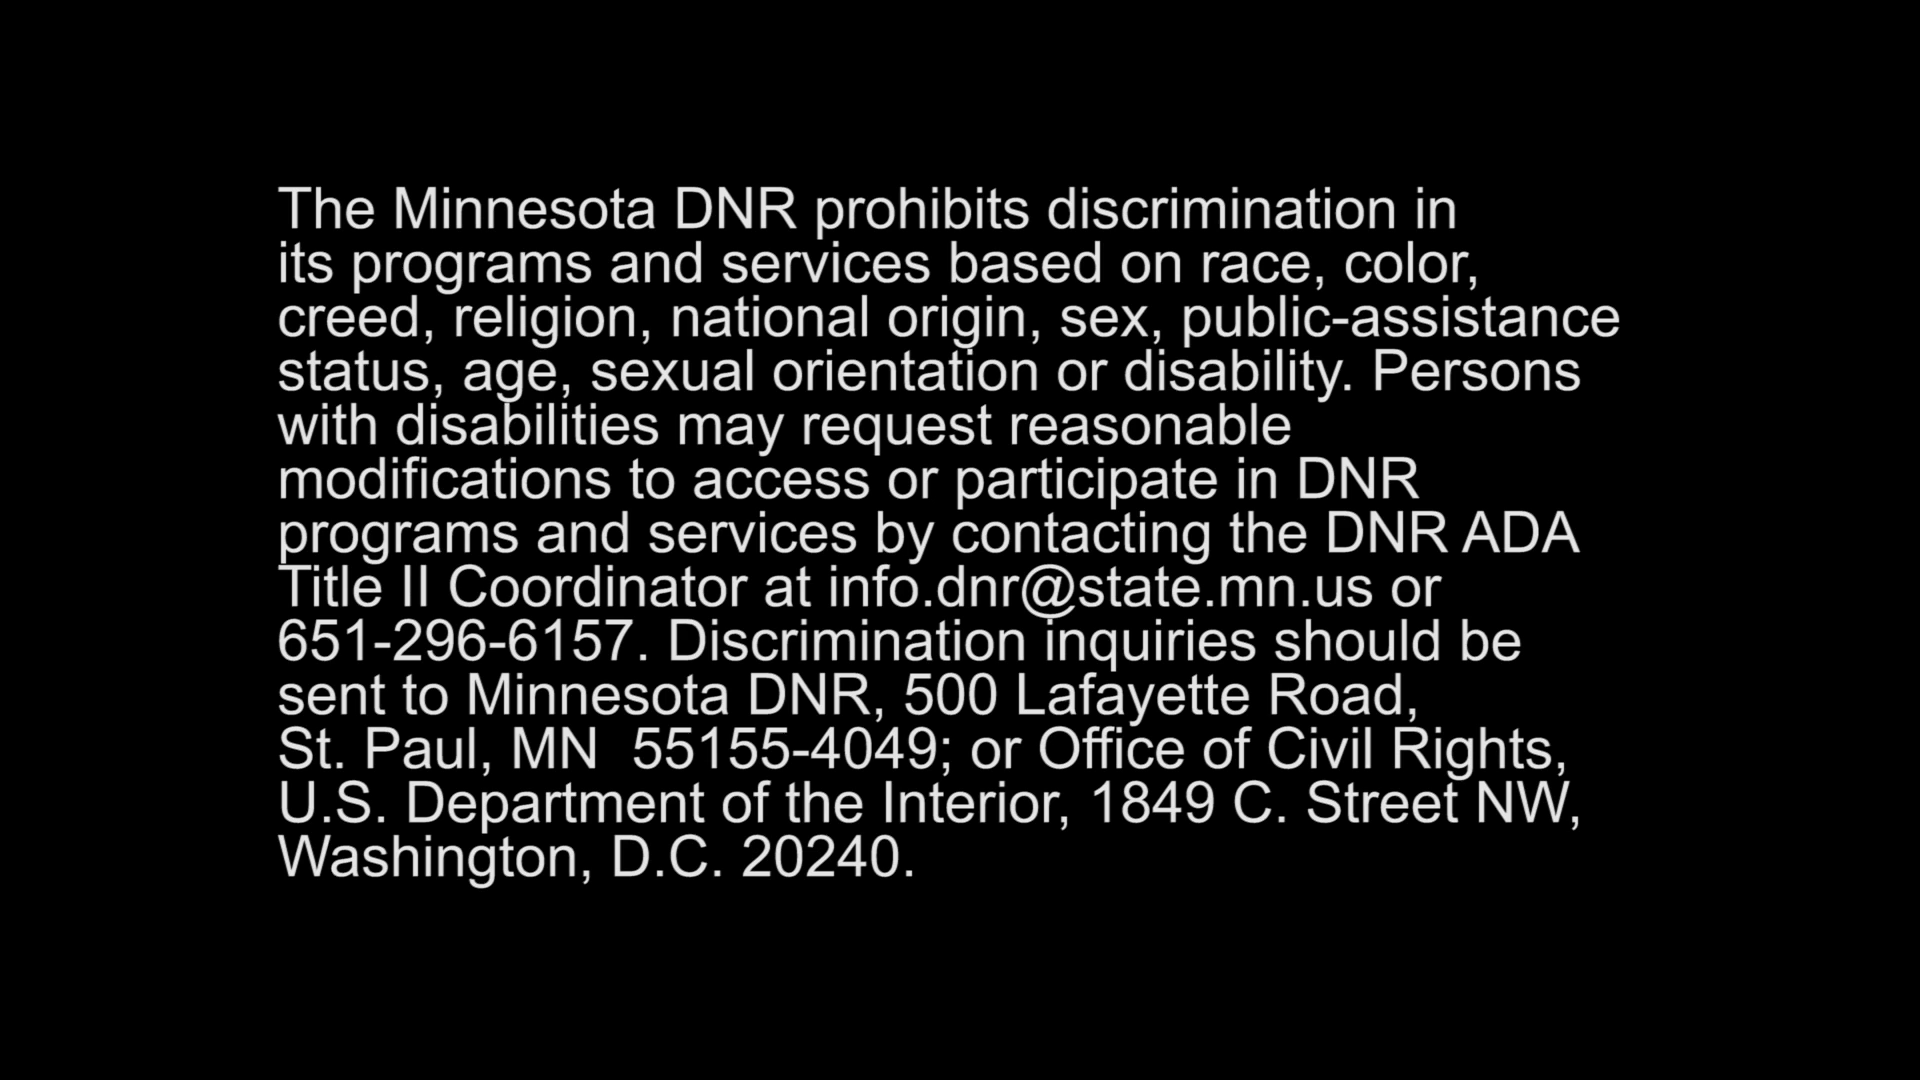 The Minnesota DNR prohibits discrimination in
its programs and services based on race, color,
creed, religion, national origin, sex, public-assistance
status, age, sexual orientation or disability. Persons
with disabilities may request reasonable
modifications to access or participate in DNR
programs and services by contacting the DNR ADA
Title II Coordinator at info.dnr@state.mn.us or
651-296-6157. Discrimination inquiries should be
sent to Minnesota DNR, 500 Lafayette Road,
St. Paul, MN  55155-4049; or Office of Civil Rights,
U.S. Department of the Interior, 1849 C. Street NW,
Washington, D.C. 20240.